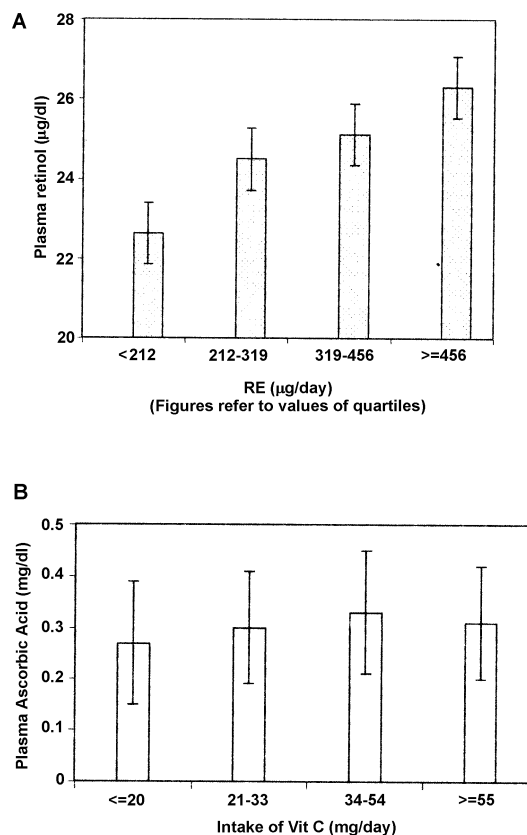 A
28
26
24
22
20
Plasma retinol (µg/dl)
<212 212-319 319-456 >=456
RE (µg/day)
(Figures refer to values of quartiles)
B
0.5
0.4
0.3
0.2
0.1
0
Plasma Ascorbic Acid (mg/dl)
<=20 21-33 34-54 >=55
Intake of Vit C (mg/day)